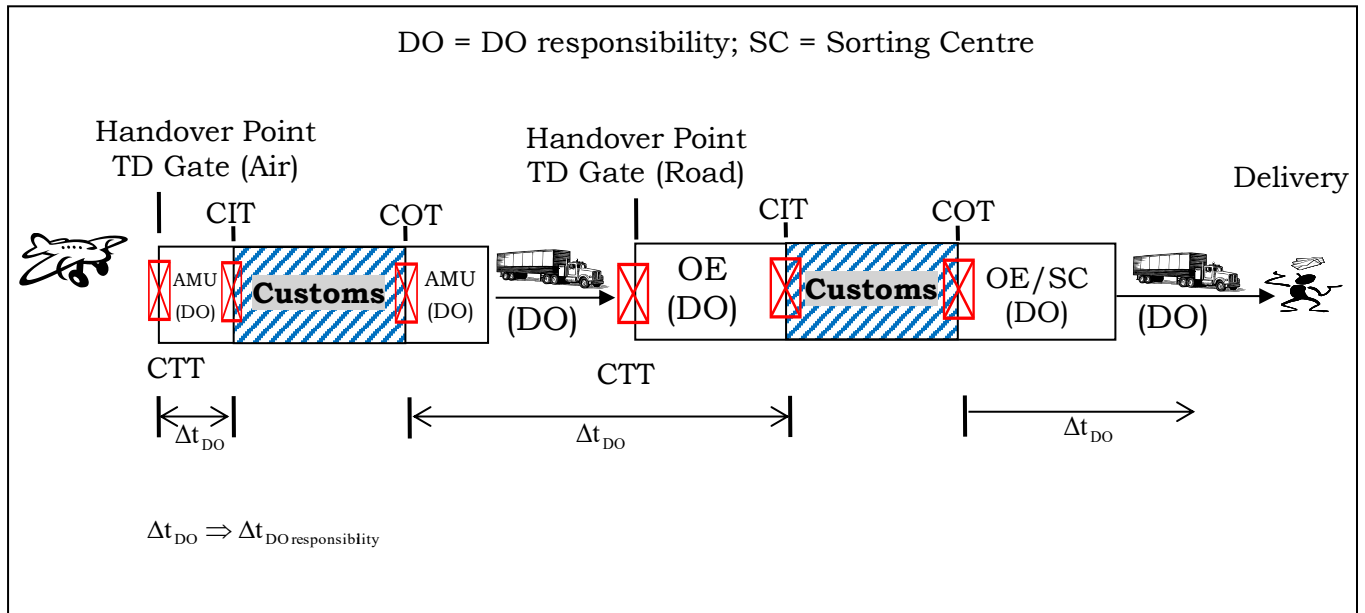 DO = DO responsibility; SC = Sorting Centre
Handover Point
TD Gate (Air)
Handover Point
TD Gate (Road)
Delivery
CIT
COT
CIT
COT
AMU
(DO)
Customs
AMU
(DO)
(DO)
OE
(DO)
Customs
OE/SC
(DO)
(DO)
CTT
CTT
Δt DO
Δt DO
Δt DO
Δt DO ⇒ Δt DO responsiblity